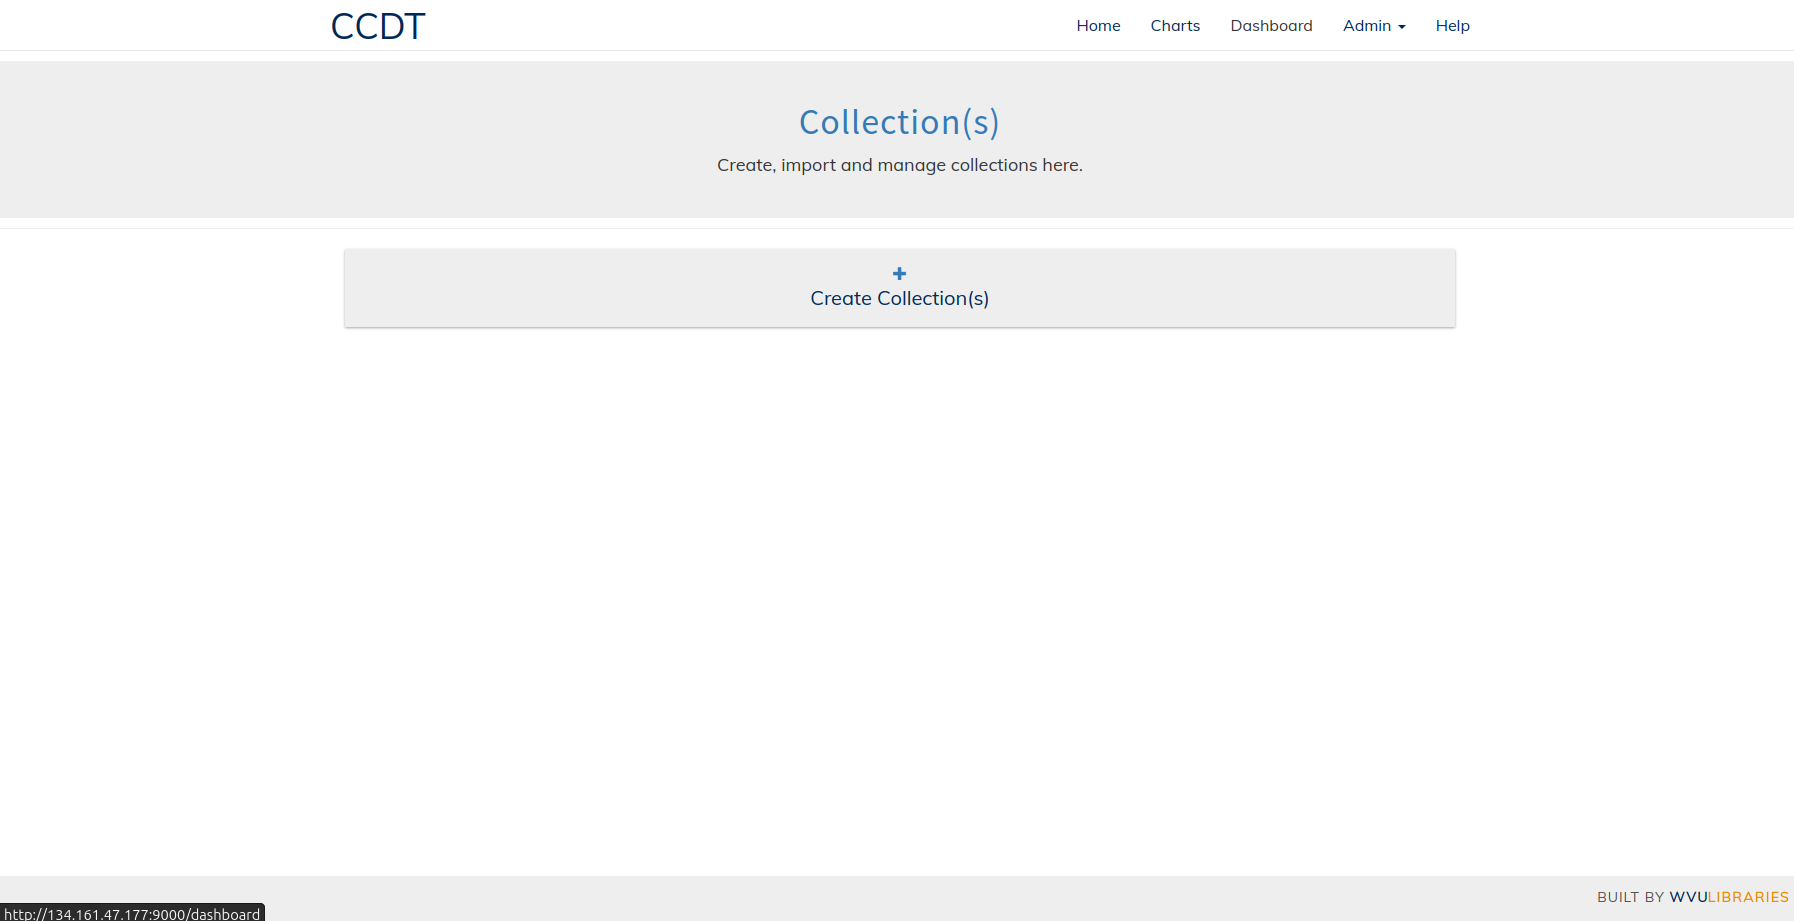 CCDT
Home Charts Dashboard Admin Help
Collection(s)
Create, import and manage collections here.
Create Collection(s)
BUILT BY WVULIBRARIES
http://134.161.47.177:9000/dashboard